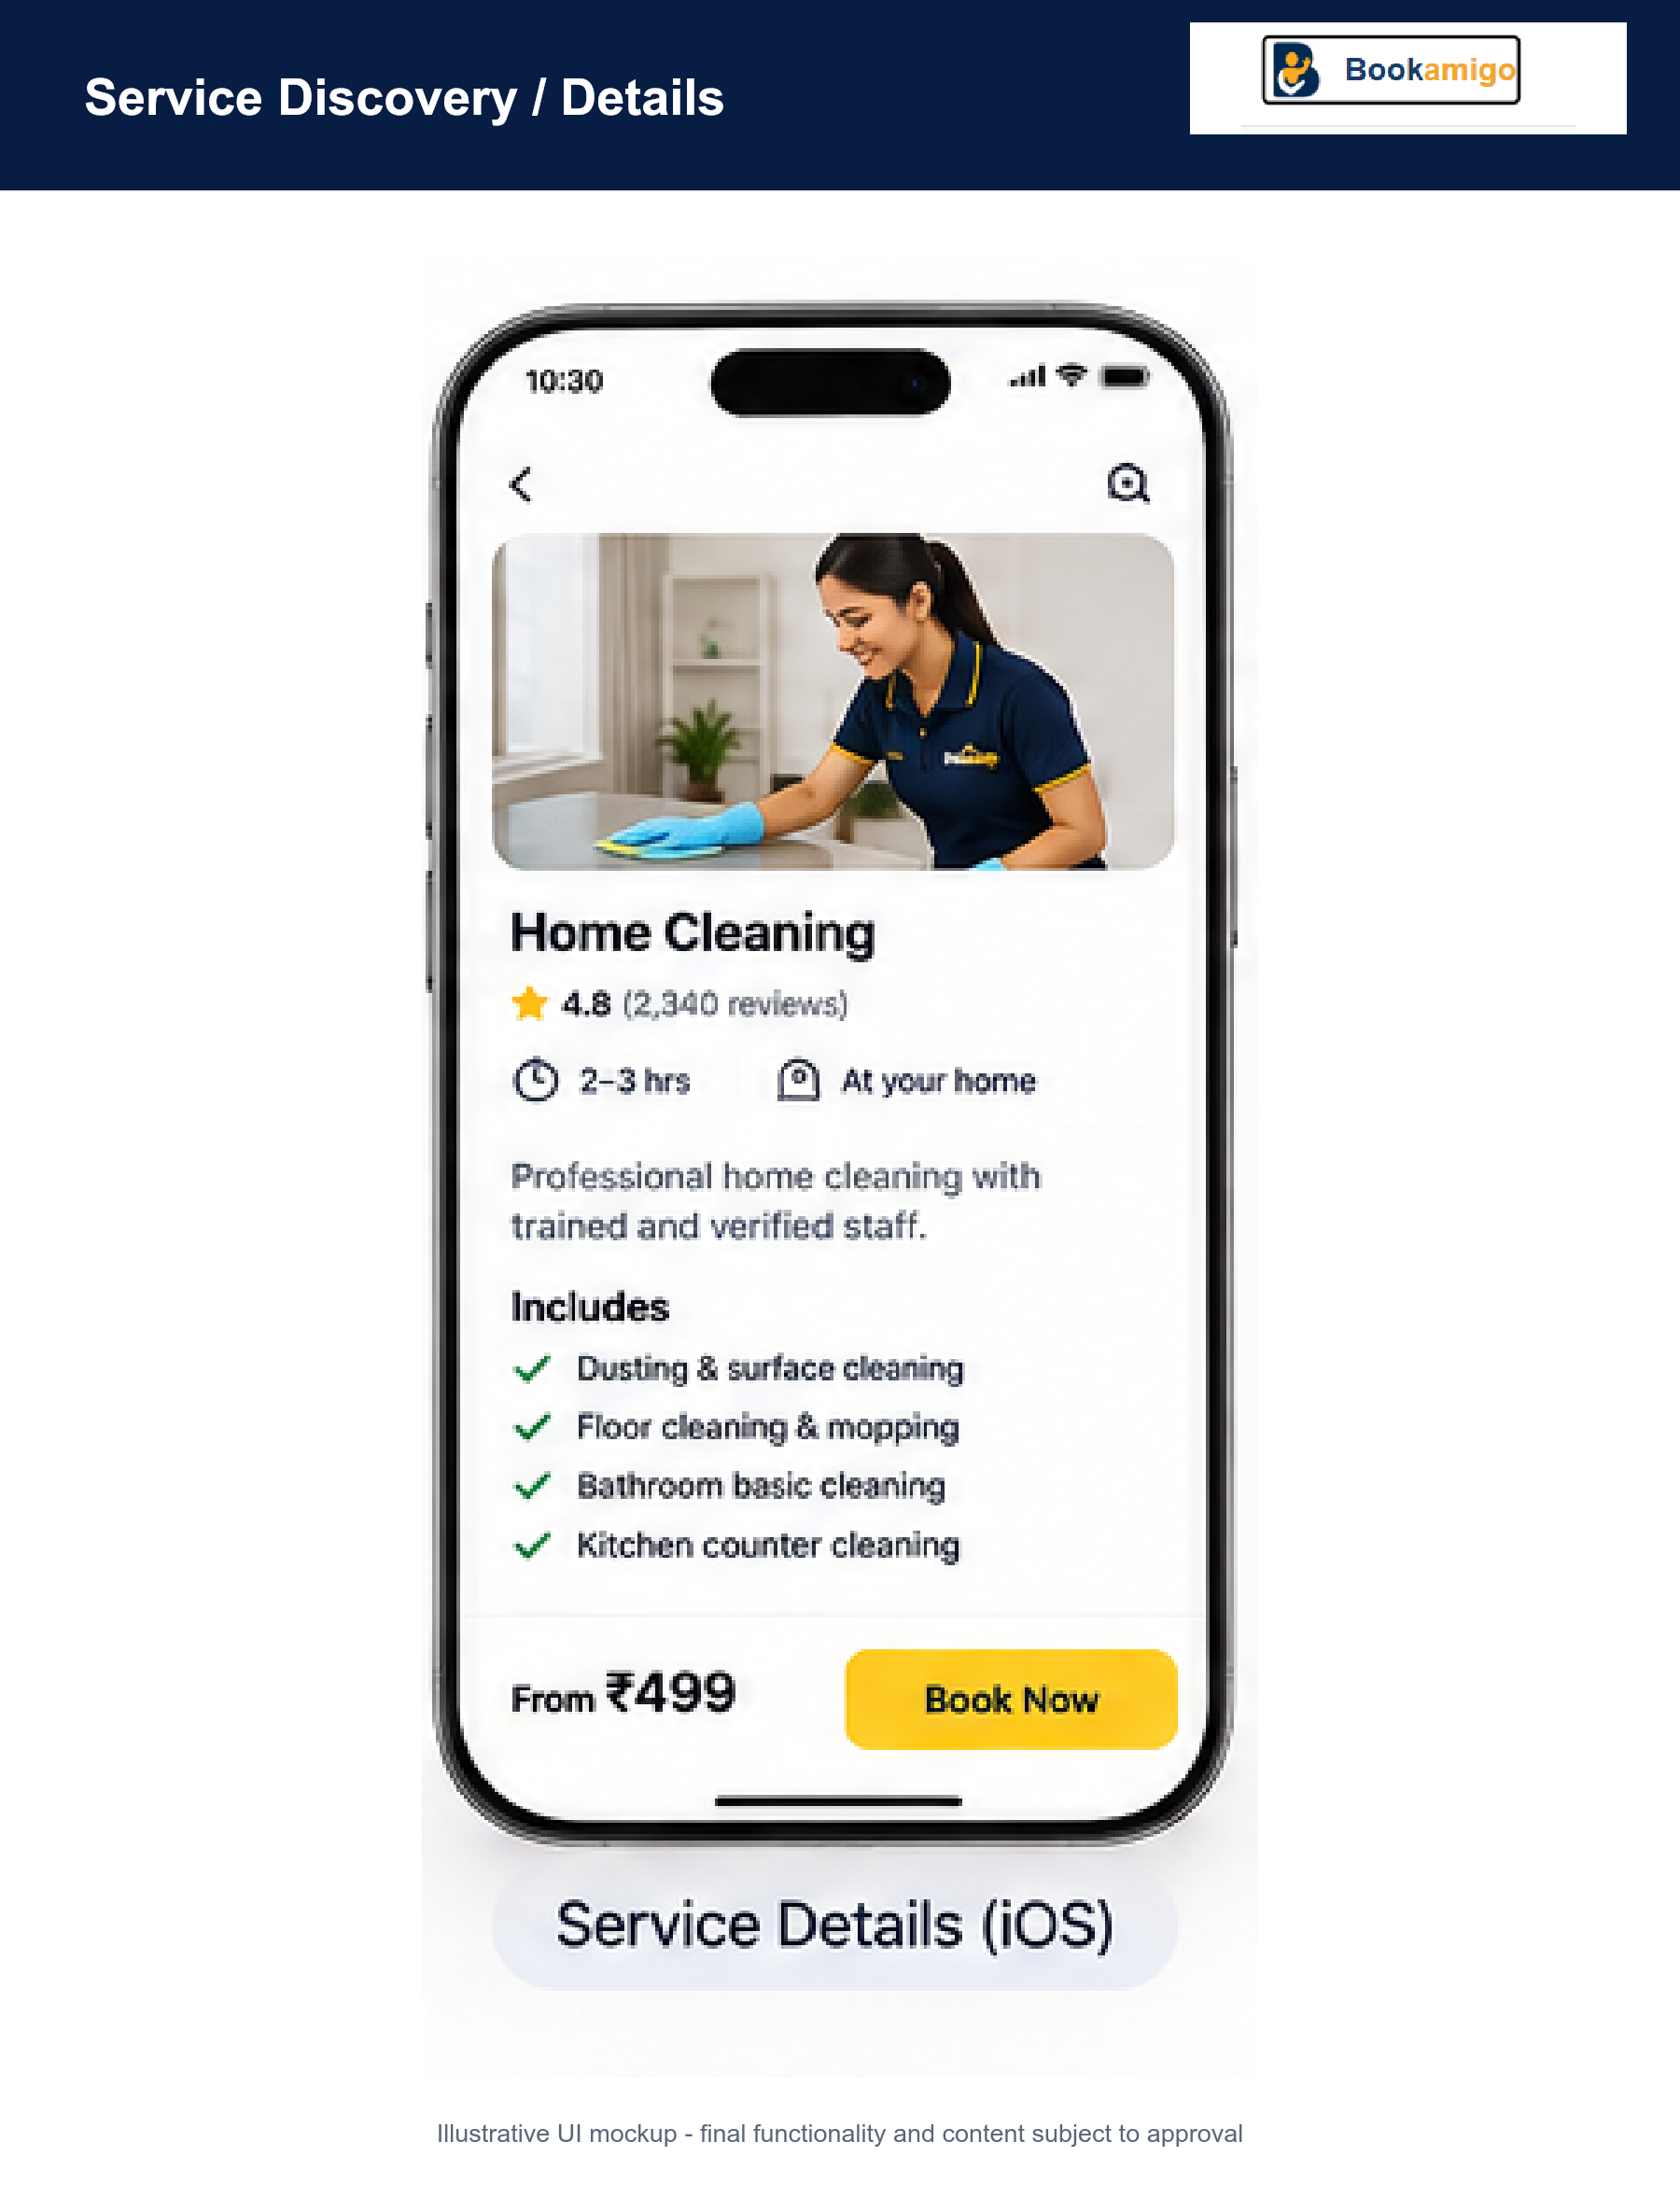 Service Discovery / Details
Bookamigo
10:30
Home Cleaning
4.8 (2,340 reviews)
2–3 hrs
At your home
Professional home cleaning with
trained and verified staff.
Includes
Dusting & surface cleaning
Floor cleaning & mopping
Bathroom basic cleaning
Kitchen counter cleaning
From ₹499
Book Now
Service Details (iOS)
Illustrative UI mockup - final functionality and content subject to approval